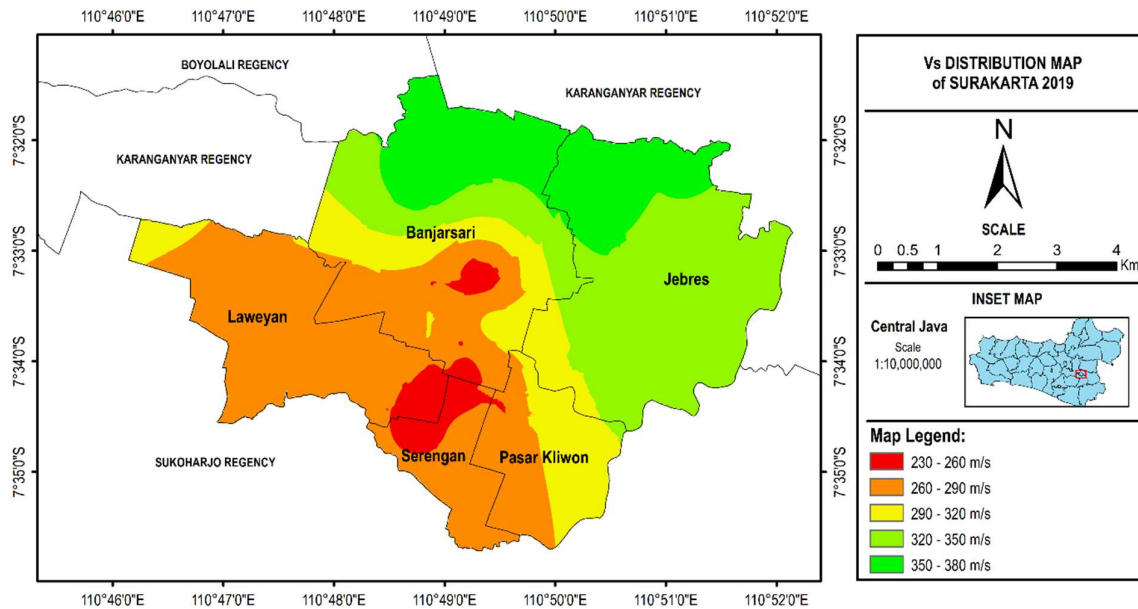 110°46'0"E 110°47'0"E 110°48'0"E 110°49'0"E 110°50'0"E 110°51'0"E 110°52'0"E
BOYOLALI REGENCY
KARANGANYAR REGENCY
7°32'0"S
7°32'0"S
KARANGANYAR REGENCY
Banjarsari
7°33'0"S
7°33'0"S
Jebres
Laweyan
7°34'0"S
7°34'0"S
Serengan
Pasar Kliwon
SUKOHARJO REGENCY
7°35'0"S
7°35'0"S
110°46'0"E 110°47'0"E 110°48'0"E 110°49'0"E 110°50'0"E 110°51'0"E 110°52'0"E
Vs DISTRIBUTION MAP
of SURAKARTA 2019
N
SCALE
0 0.5 1 2 3 4
Km
INSET MAP
Central Java
Scale
1:10,000,000
Map Legend:
230 - 260 m/s
260 - 290 m/s
290 - 320 m/s
320 - 350 m/s
350 - 380 m/s